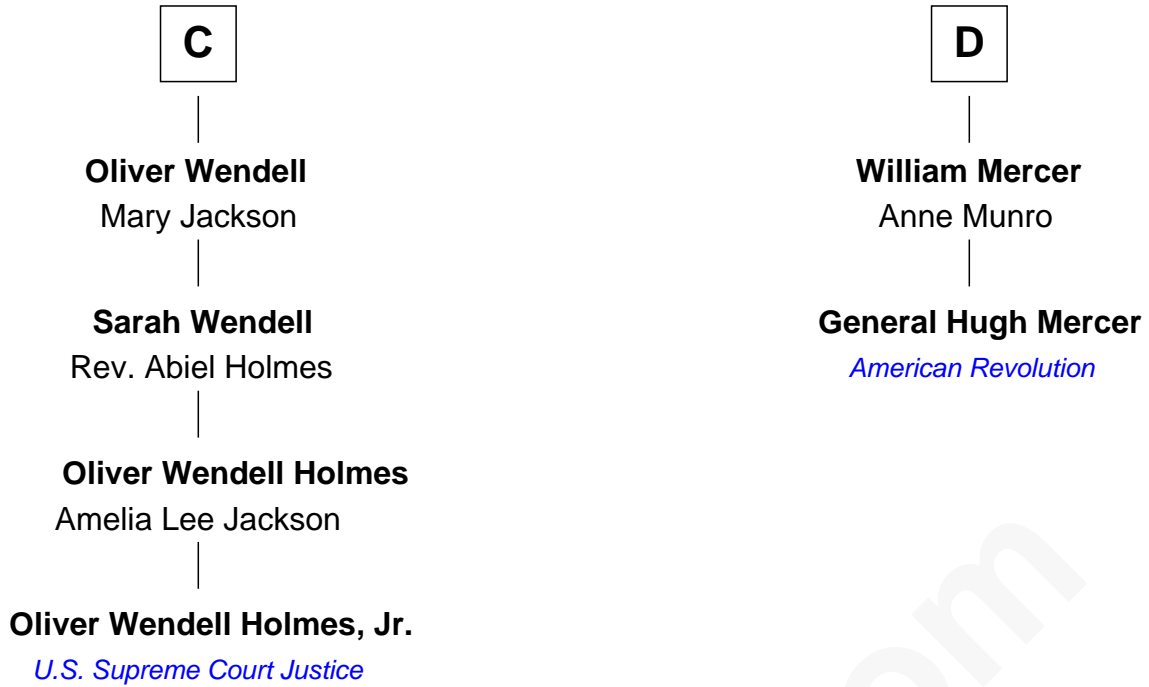 C
Oliver Wendell
Mary Jackson
Sarah Wendell
Rev. Abiel Holmes
Oliver Wendell Holmes
Amelia Lee Jackson
Oliver Wendell Holmes, Jr.
U.S. Supreme Court Justice
D
William Mercer
Anne Munro
General Hugh Mercer
American Revolution
om